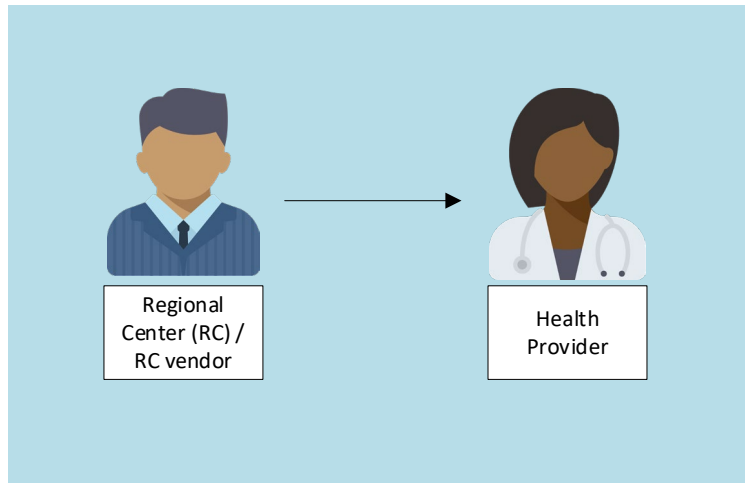 Regional
Center (RC) /
RC vendor
Health
Provider